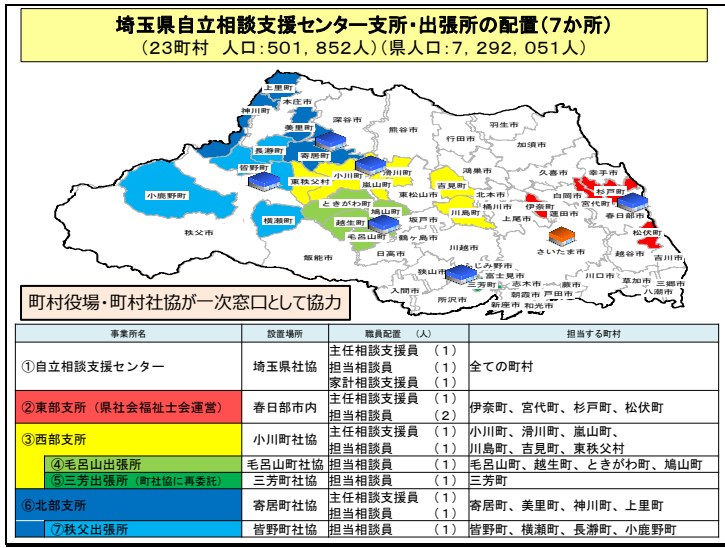 埼玉県自立相談支援センター支所・出張所の配置(7か所)
(23町村 人口:501,852人)(県人口:7,292,051人)
上里町
本庄市
神川町
深谷市
熊谷市
羽生市
美里町
行田市
加須市
長瀞町
寄居町
皆野町
小川町
滑川町
鴻巣市
久喜市
幸手市
東秩父村
嵐山町
吉見町
白岡市
杉戸町
小鹿野町
東松山市
北本市
宮代町
ときがわ町
鳩山町
川島町
桶川市
伊奈町
蓮田市
春日部市
横瀬町
越生町
坂戸市
上尾市
秩父市
毛呂山町
鶴ヶ島市
松伏町
飯能市
日高市
川越市
さいたま市
越谷市
吉川市
狭山市
ふじみ野市
富士見市
川口市
草加市
三郷市
入間市
三芳町
志木市
蕨市
八潮市
所沢市
朝霞市
戸田市
新座市
和光市
町村役場・町村社協が一次窓口として協力
事業所名 設置場所 職員配置 (人) 担当する町村
①自立相談支援センター 埼玉県社協 主任相談支援員 (1) 全ての町村
担当相談員 (1)
家計相談支援員 (1)
②東部支所(県社会福祉士会運営) 春日部市内 主任相談支援員 (1) 伊奈町、宮代町、杉戸町、松伏町
担当相談員 (2)
③西部支所 小川町社協 主任相談支援員 (1) 小川町、滑川町、嵐山町、
担当相談員 (1) 川島町、吉見町、東秩父村
④毛呂山出張所 毛呂山町社協 担当相談員 (1) 毛呂山町、越生町、ときがわ町、鳩山町
⑤三芳出張所(町社協に再委託) 三芳町社協 担当相談員 (1) 三芳町
⑥北部支所 寄居町社協 主任相談支援員 (1) 寄居町、美里町、神川町、上里町
担当相談員 (1)
⑦秩父出張所 皆野町社協 担当相談員 (1) 皆野町、横瀬町、長瀞町、小鹿野町